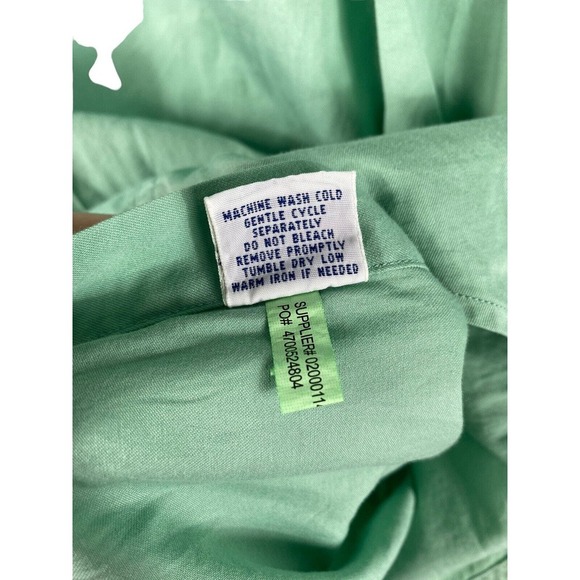 MACHINE WASH COLD
GENTLE CYCLE
SEPARATELY
DO NOT BLEACH
REMOVE PROMPTLY
TUMBLE DRY LOW
WARM IRON IF NEEDED
SUPPLIER# 0200011
PO# 4700524804